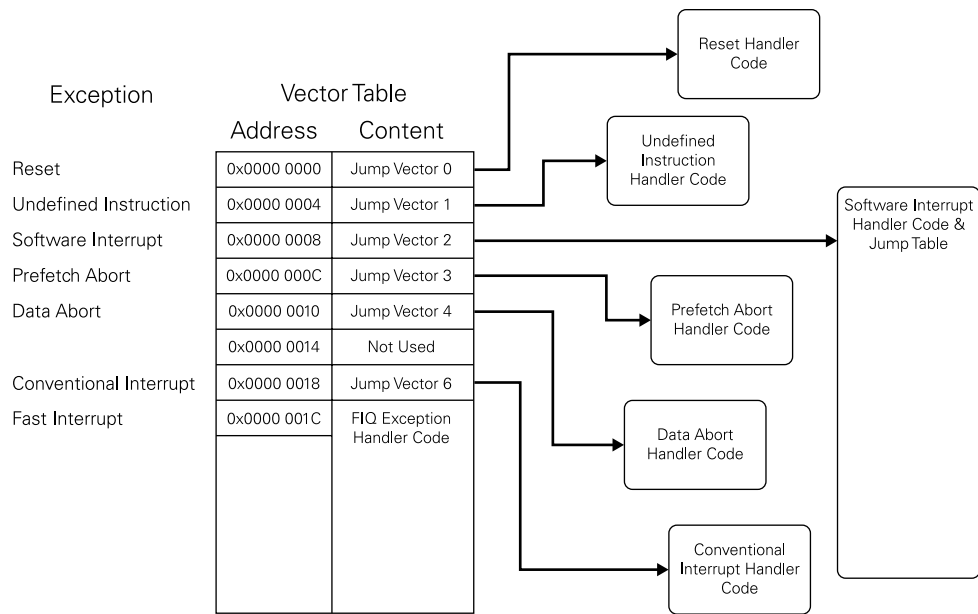 Exception
Vector Table
Address Content
Reset 0x0000 0000 Jump Vector 0
Undefined Instruction 0x0000 0004 Jump Vector 1
Software Interrupt 0x0000 0008 Jump Vector 2
Prefetch Abort 0x0000 000C Jump Vector 3
Data Abort 0x0000 0010 Jump Vector 4
0x0000 0014 Not Used
Conventional Interrupt 0x0000 0018 Jump Vector 6
Fast Interrupt 0x0000 001C FIQ Exception
Handler Code
Reset Handler
Code
Undefined
Instruction
Handler Code
Software Interrupt
Handler Code &
Jump Table
Prefetch Abort
Handler Code
Data Abort
Handler Code
Conventional
Interrupt Handler
Code